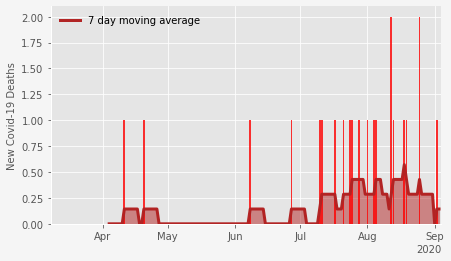 7 day moving average
New Covid-19 Deaths
2.00
1.75
1.50
1.25
1.00
0.75
0.50
0.25
0.00
Apr
May
Jun
Jul
Aug
Sep
2020